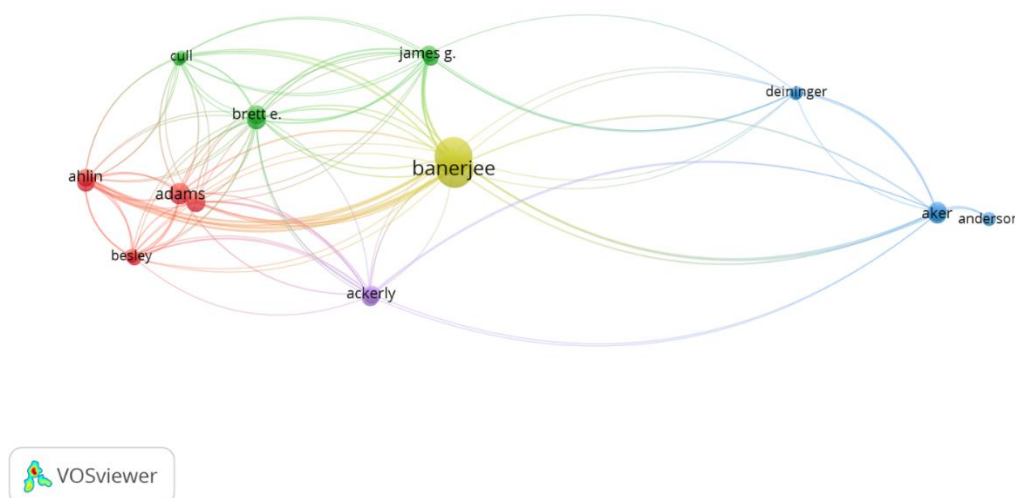 cull
james g.
deininger
brett e.
banerjee
ahlin
adams
aker
anderson
besley
ackerly
VOSviewer